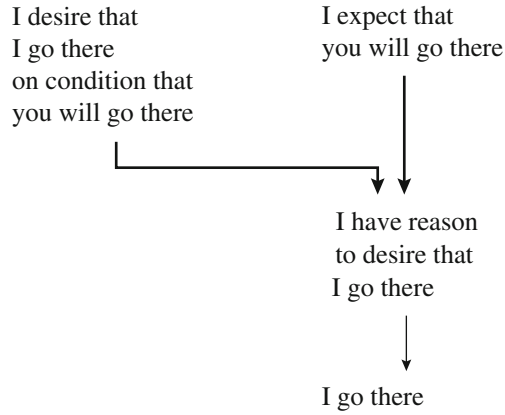 I desire that
I go there
on condition that
you will go there
I expect that
you will go there
I have reason
to desire that
I go there
I go there